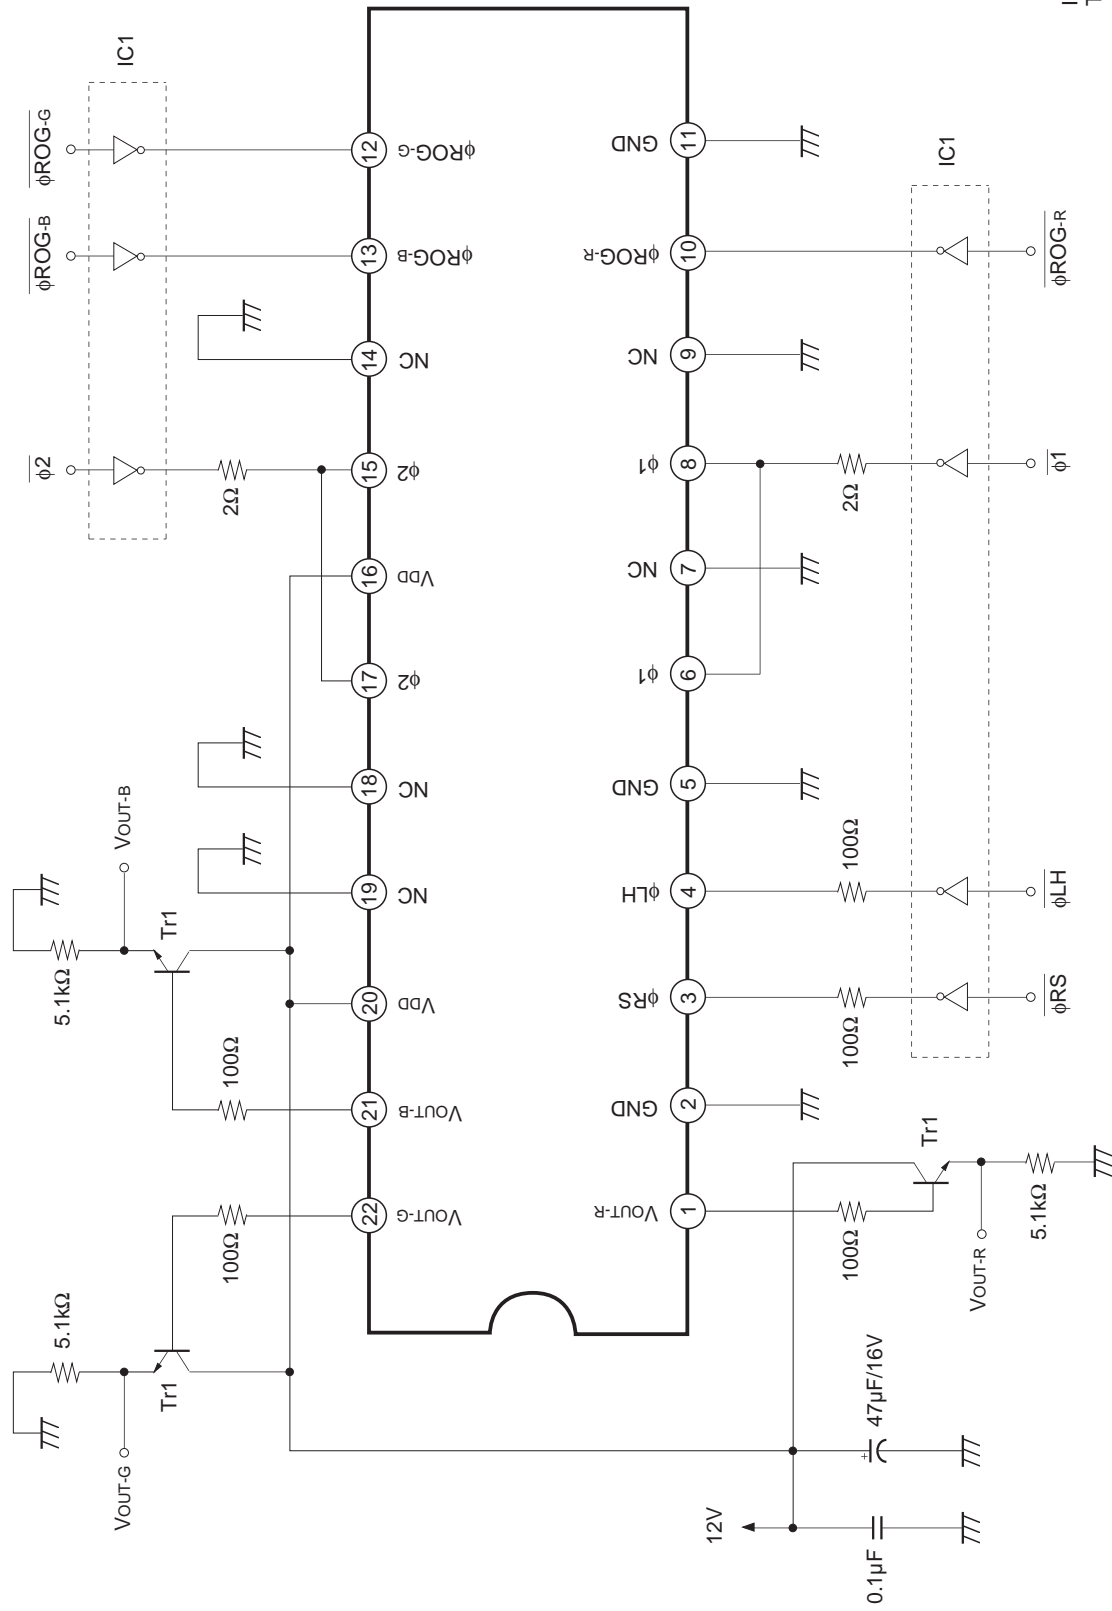 IC1
φROG-G
φROG-B
φ2
2Ω
VOUT-B
5.1kΩ
Tr1
100Ω
5.1kΩ
Tr1
100Ω
VOUT-G
12
φROG-G
13
φROG-B
14
NC
15
φ2
16
VDD
17
φ2
18
NC
19
NC
20
VDD
21
VOUT-B
22
VOUT-G
GND
11
φROG-R
10
NC
9
φ1
8
NC
7
φ1
6
GND
5
φLH
4
φRS
3
GND
2
VOUT-R
1
IC1
φROG-R
2Ω
φ1
100Ω
φLH
100Ω
φRS
100Ω
Tr1
VOUT-R
5.1kΩ
12V
+
47μF/16V
0.1μF